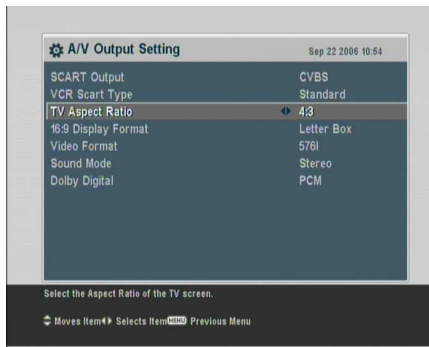 A/V Output Setting Sep 22 2006 10:54
SCART Output CVBS
VCR Scart Type Standard
TV Aspect Ratio 4:3
16:9 Display Format Letter Box
Video Format 576I
Sound Mode Stereo
Dolby Digital PCM
Select the Aspect Ratio of the TV screen.
Moves Item Selects Item MENU Previous Menu